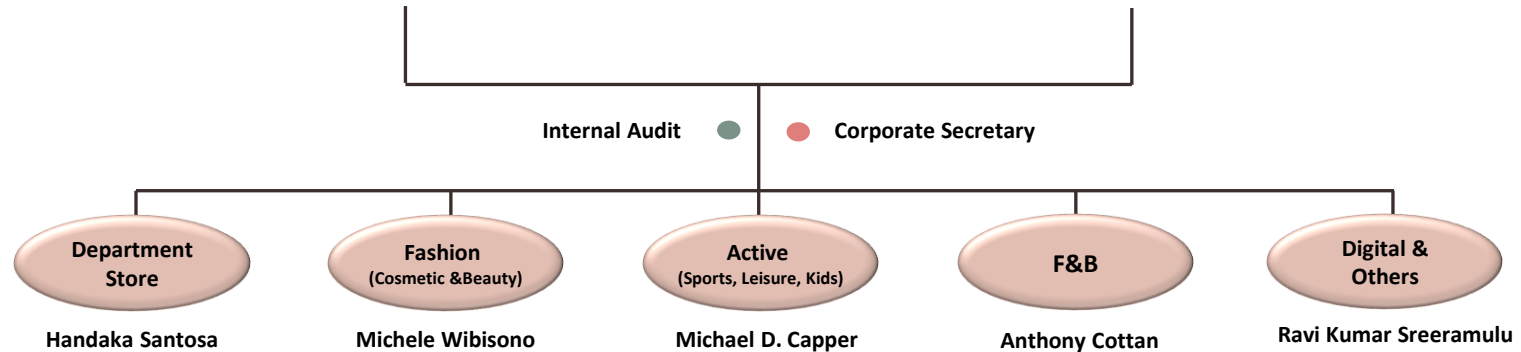 Internal Audit
Corporate Secretary
Department
Store
Fashion
(Cosmetic &Beauty)
Active
(Sports, Leisure, Kids)
F&B
Digital &
Others
Handaka Santosa
Michele Wibisono
Michael D. Capper
Anthony Cottan
Ravi Kumar Sreeramulu